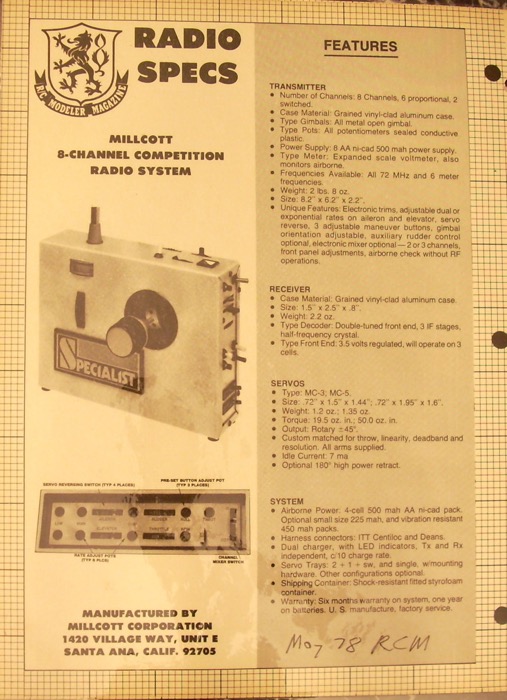 RADIO
SPECS
R/C MODELER MAGAZINE
MILLCOTT
8-CHANNEL COMPETITION
RADIO SYSTEM
SPECIALIST
SERVO REVERSING SWITCH (TYP 4 PLACES)
PRE-SET BUTTON ADJUST POT
(TYP 3 PLACES)
RATE ADJUST POTS
CHANNEL
MIXER SWITCH
MANUFACTURED BY
MILLCOTT CORPORATION
1420 VILLAGE WAY, UNIT E
SANTA ANA, CALIF. 92705
FEATURES
TRANSMITTER
● Number of Channels: 8 Channels, 6 proportional, 2
switched.
● Case Material: Grained vinyl-clad aluminum case.
● Type Gimbals: All metal open gimbal.
● Type Pots: All potentiometers sealed conductive
plastic.
● Power Supply: 8 AA ni-cad 500 mah power supply.
● Type Meter: Expanded scale voltmeter, also
monitors airborne.
● Frequencies Available: All 72 MHz and 6 meter
frequencies.
● Weight: 2 lbs. 8 oz.
● Size: 8.2" x 6.2" x 2.2".
● Unique Features: Electronic trims, adjustable dual or
exponential rates on aileron and elevator, servo
reverse, 3 adjustable maneuver buttons, gimbal
orientation adjustable, auxiliary rudder control
optional, electronic mixer optional — 2 or 3 channels,
front panel adjustments, airborne check without RF
operations.
RECEIVER
● Case Material: Grained vinyl-clad aluminum case.
● Size: 1.5" x 2.5" x .8".
● Weight: 2.2 oz.
● Type Decoder: Double-tuned front end, 3 IF stages,
half-frequency crystal.
● Type Front End: 3.5 volts regulated, will operate on 3
cells.
SERVOS
● Type: MC-3; MC-5.
● Size: .72" x 1.5" x 1.44"; .72" x 1.95" x 1.6".
● Weight: 1.2 oz.; 1.35 oz.
● Torque: 19.5 oz. in.; 50.0 oz. in.
● Output: Rotary ±45°.
● Custom matched for throw, linearity, deadband and
resolution. All arms supplied.
● Idle Current: 7 ma
● Optional 180° high power retract.
SYSTEM
● Airborne Power: 4-cell 500 mah AA ni-cad pack.
Optional small size 225 mah, and vibration resistant
450 mah packs.
● Harness connectors: ITT Centiloc and Deans.
● Dual charger, with LED indicators, Tx and Rx
independent, c/10 charge rate.
● Servo Trays: 2 + 1 + sw, and single, w/mounting
hardware. Other configurations optional.
● Shipping Container: Shock-resistant fitted styrofoam
container.
● Warranty: Six months warranty on system, one year
on batteries. U. S. manufacture, factory service.
May 78 RCM